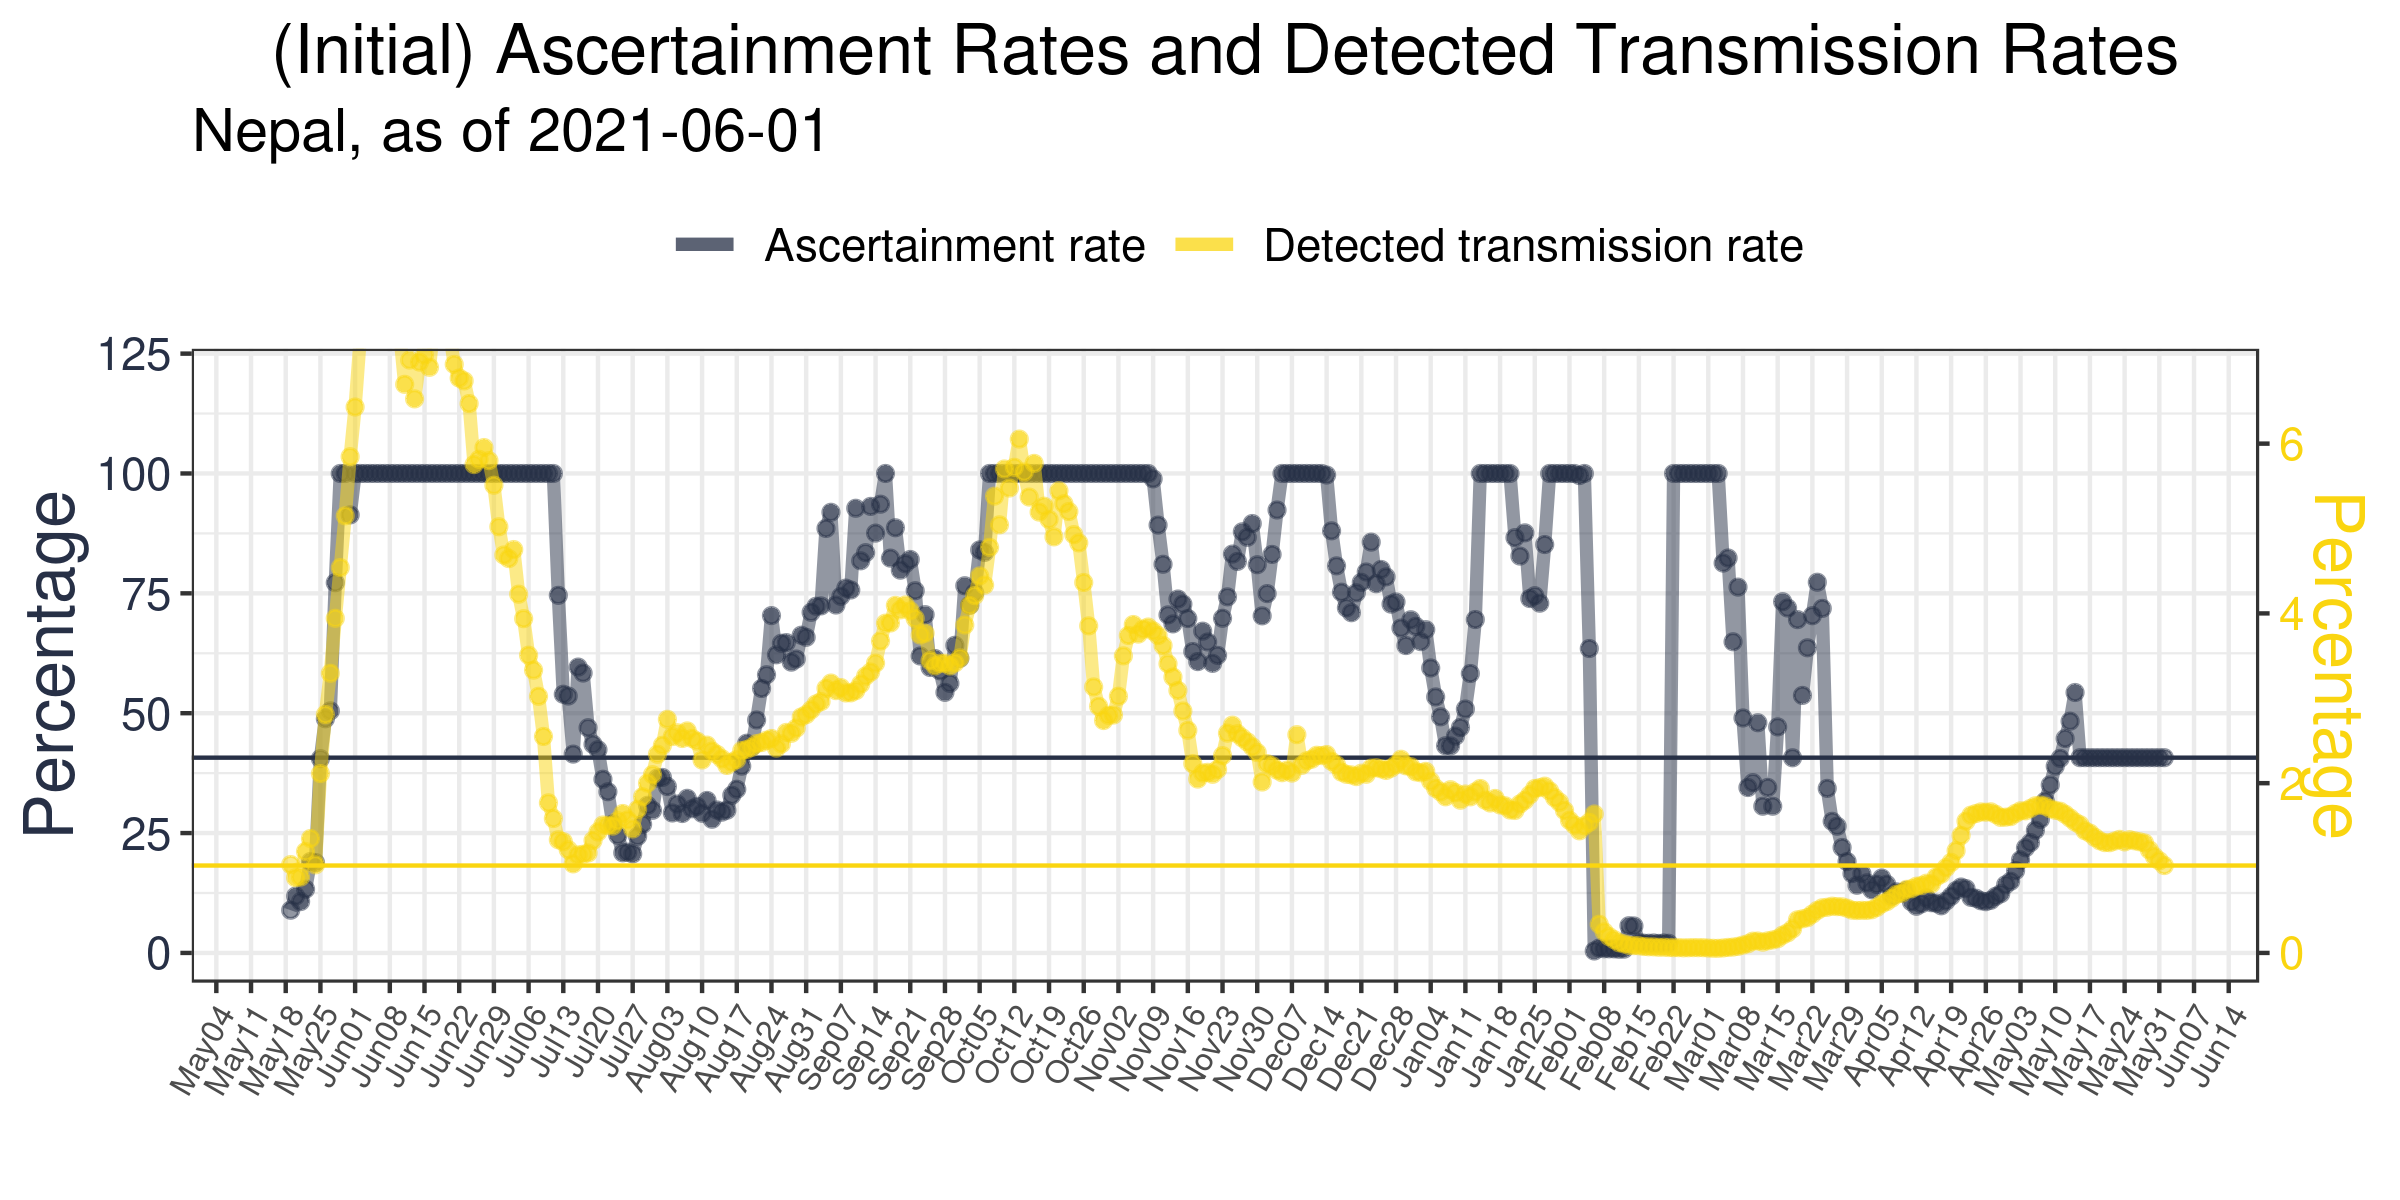 (Initial) Ascertainment Rates and Detected Transmission Rates
Nepal, as of 2021-06-01
Ascertainment rate
Detected transmission rate
Percentage
125
100
75
50
25
0
6
4
2
0
Percentage
May04
May11
May18
May25
Jun01
Jun08
Jun15
Jun22
Jun29
Jul06
Jul13
Jul20
Jul27
Aug03
Aug10
Aug17
Aug24
Aug31
Sep07
Sep14
Sep21
Sep28
Oct05
Oct12
Oct19
Oct26
Nov02
Nov09
Nov16
Nov23
Nov30
Dec07
Dec14
Dec21
Dec28
Jan04
Jan11
Jan18
Jan25
Feb01
Feb08
Feb15
Feb22
Mar01
Mar08
Mar15
Mar22
Mar29
Apr05
Apr12
Apr19
Apr26
May03
May10
May17
May24
May31
Jun07
Jun14